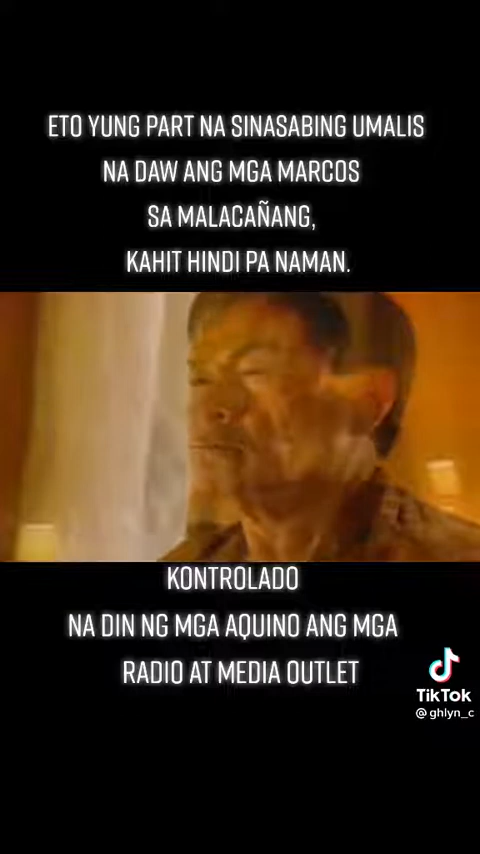 ETO YUNG PART NA SINASABING UMALIS
NA DAW ANG MGA MARCOS
SA MALACAÑANG,
KAHIT HINDI PA NAMAN.
KONTROLADO
NA DIN NG MGA AQUINO ANG MGA
RADIO AT MEDIA OUTLET
TikTok
@ghlyn_c